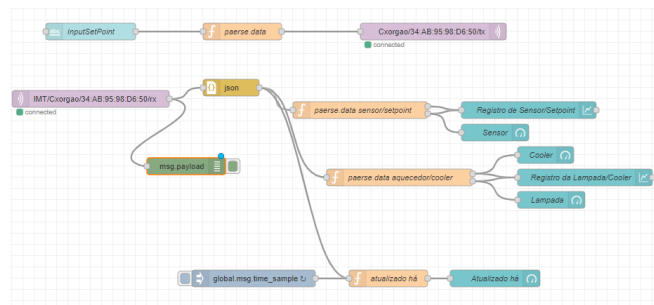 InputSetPoint
paerse.data
Cxorgao/34:AB:95:98:D6:50/tx
connected
IMT/Cxorgao/34:AB:95:98:D6:50/rx
connected
json
paerse.data sensor/setpoint
Registro de Sensor/Setpoint
Sensor
msg.payload
paerse data aquecedor/cooler
Cooler
Registro da Lampada/Cooler
Lampada
global.msg.time_sample ↻
atualizado há
Atualizado há